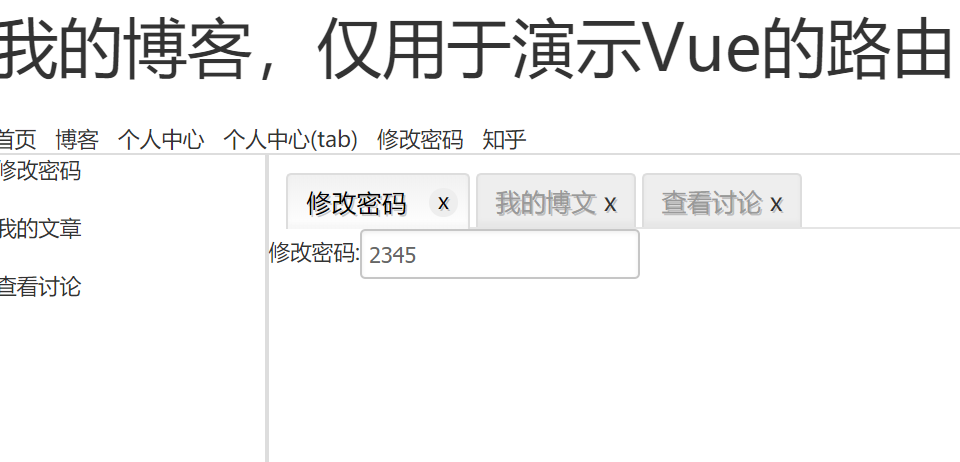 我的博客，仅用于演示Vue的路由
首页 博客 个人中心 个人中心(tab) 修改密码 知乎
修改密码
我的文章
查看讨论
修改密码 x 我的博文 x 查看讨论 x
修改密码: 2345